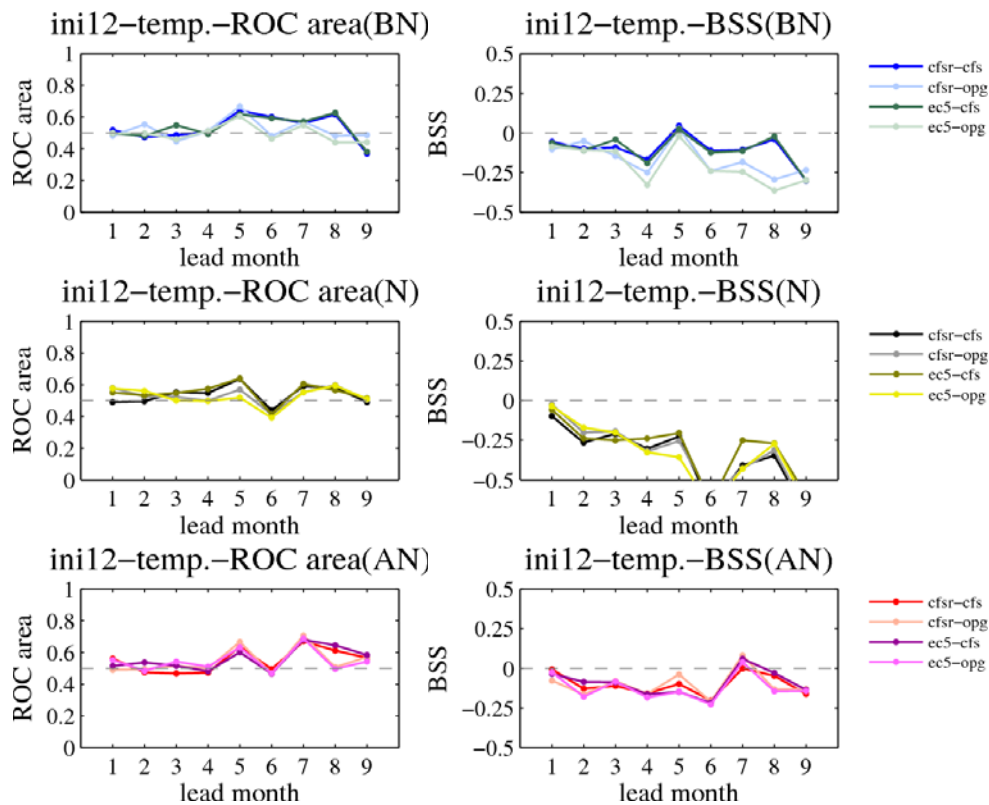 ini12−temp.−ROC area(BN)
ROC area
1
0.8
0.6
0.4
0.2
0
1 2 3 4 5 6 7 8 9
lead month
ini12−temp.−BSS(BN)
BSS
0.5
0.25
0
−0.25
−0.5
1 2 3 4 5 6 7 8 9
lead month
cfsr−cfs
cfsr−opg
ec5−cfs
ec5−opg
ini12−temp.−ROC area(N)
ROC area
1
0.8
0.6
0.4
0.2
0
1 2 3 4 5 6 7 8 9
lead month
ini12−temp.−BSS(N)
BSS
0.5
0.25
0
−0.25
−0.5
1 2 3 4 5 6 7 8 9
lead month
cfsr−cfs
cfsr−opg
ec5−cfs
ec5−opg
ini12−temp.−ROC area(AN)
ROC area
1
0.8
0.6
0.4
0.2
0
1 2 3 4 5 6 7 8 9
lead month
ini12−temp.−BSS(AN)
BSS
0.5
0.25
0
−0.25
−0.5
1 2 3 4 5 6 7 8 9
lead month
cfsr−cfs
cfsr−opg
ec5−cfs
ec5−opg